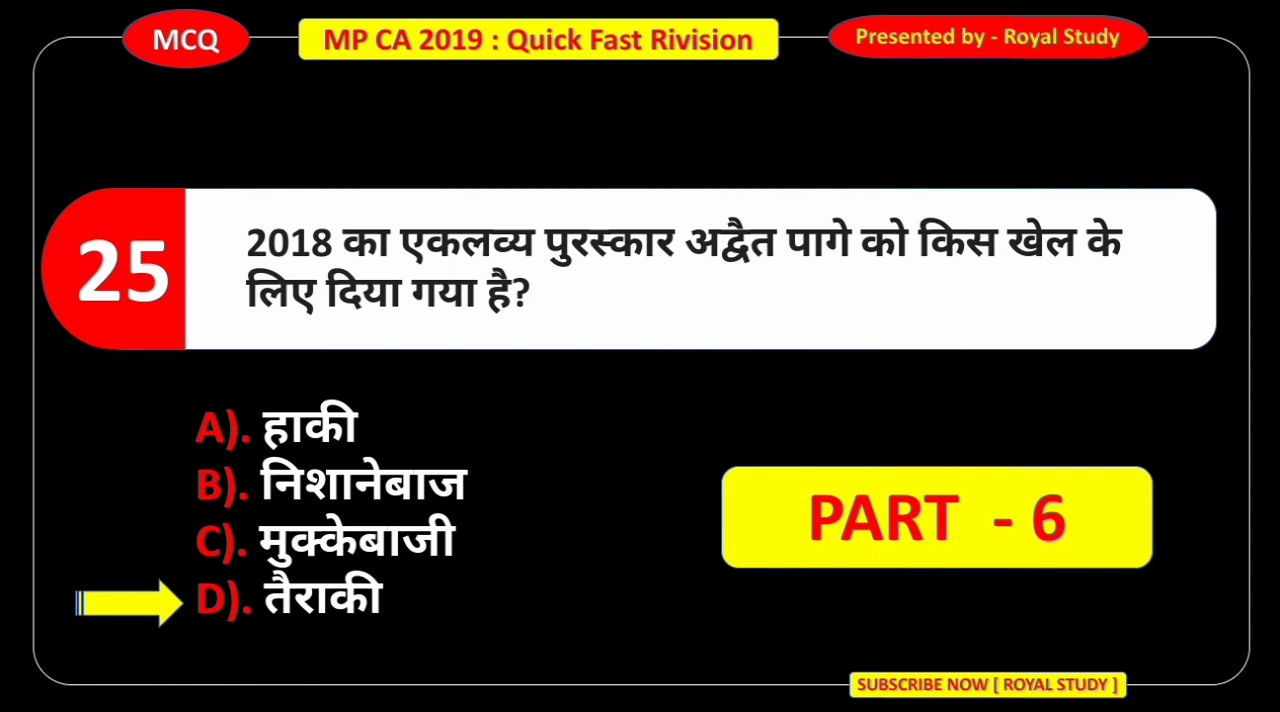 MCQ
MP CA 2019 : Quick Fast Rivision
Presented by - Royal Study
25
2018 का एकलव्य पुरस्कार अद्वैत पागे को किस खेल के
लिए दिया गया है?
A). हाकी
B). निशानेबाज
C). मुक्केबाजी
D). तैराकी
PART - 6
SUBSCRIBE NOW [ ROYAL STUDY ]